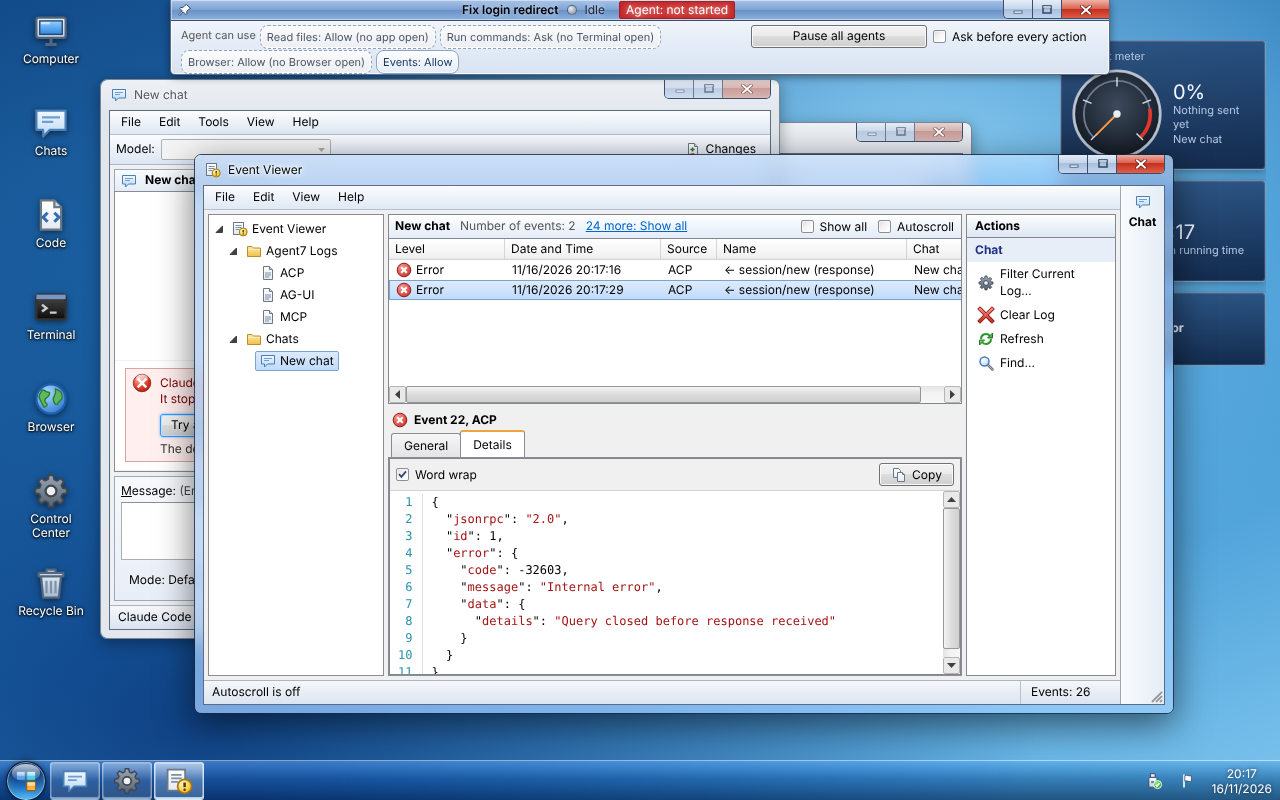 Fix login redirect
Idle
Agent: not started
Agent can use
Read files: Allow (no app open)
Run commands: Ask (no Terminal open)
Browser: Allow (no Browser open)
Events: Allow
Pause all agents
Ask before every action
Computer
Chats
Code
Terminal
Browser
Control
Center
Recycle Bin
meter
0%
Nothing sent
yet
New chat
17
running time
New chat
File Edit Tools View Help
Model:
Changes
New cha
Claude
It stop
Try
The de
Message: (En
Mode: Defa
Claude Code
Event Viewer
File Edit View Help
Event Viewer
Agent7 Logs
ACP
AG-UI
MCP
Chats
New chat
New chat Number of events: 2 24 more: Show all
Show all
Autoscroll
Level Date and Time Source Name Chat
Error 11/16/2026 20:17:16 ACP ← session/new (response) New cha
Error 11/16/2026 20:17:29 ACP ← session/new (response) New cha
Event 22, ACP
General Details
Word wrap
Copy
1 {
2 "jsonrpc": "2.0",
3 "id": 1,
4 "error": {
5 "code": -32603,
6 "message": "Internal error",
7 "data": {
8 "details": "Query closed before response received"
9 }
10 }
11 }
Actions
Chat
Filter Current
Log...
Clear Log
Refresh
Find...
Chat
Autoscroll is off
Events: 26
20:17
16/11/2026